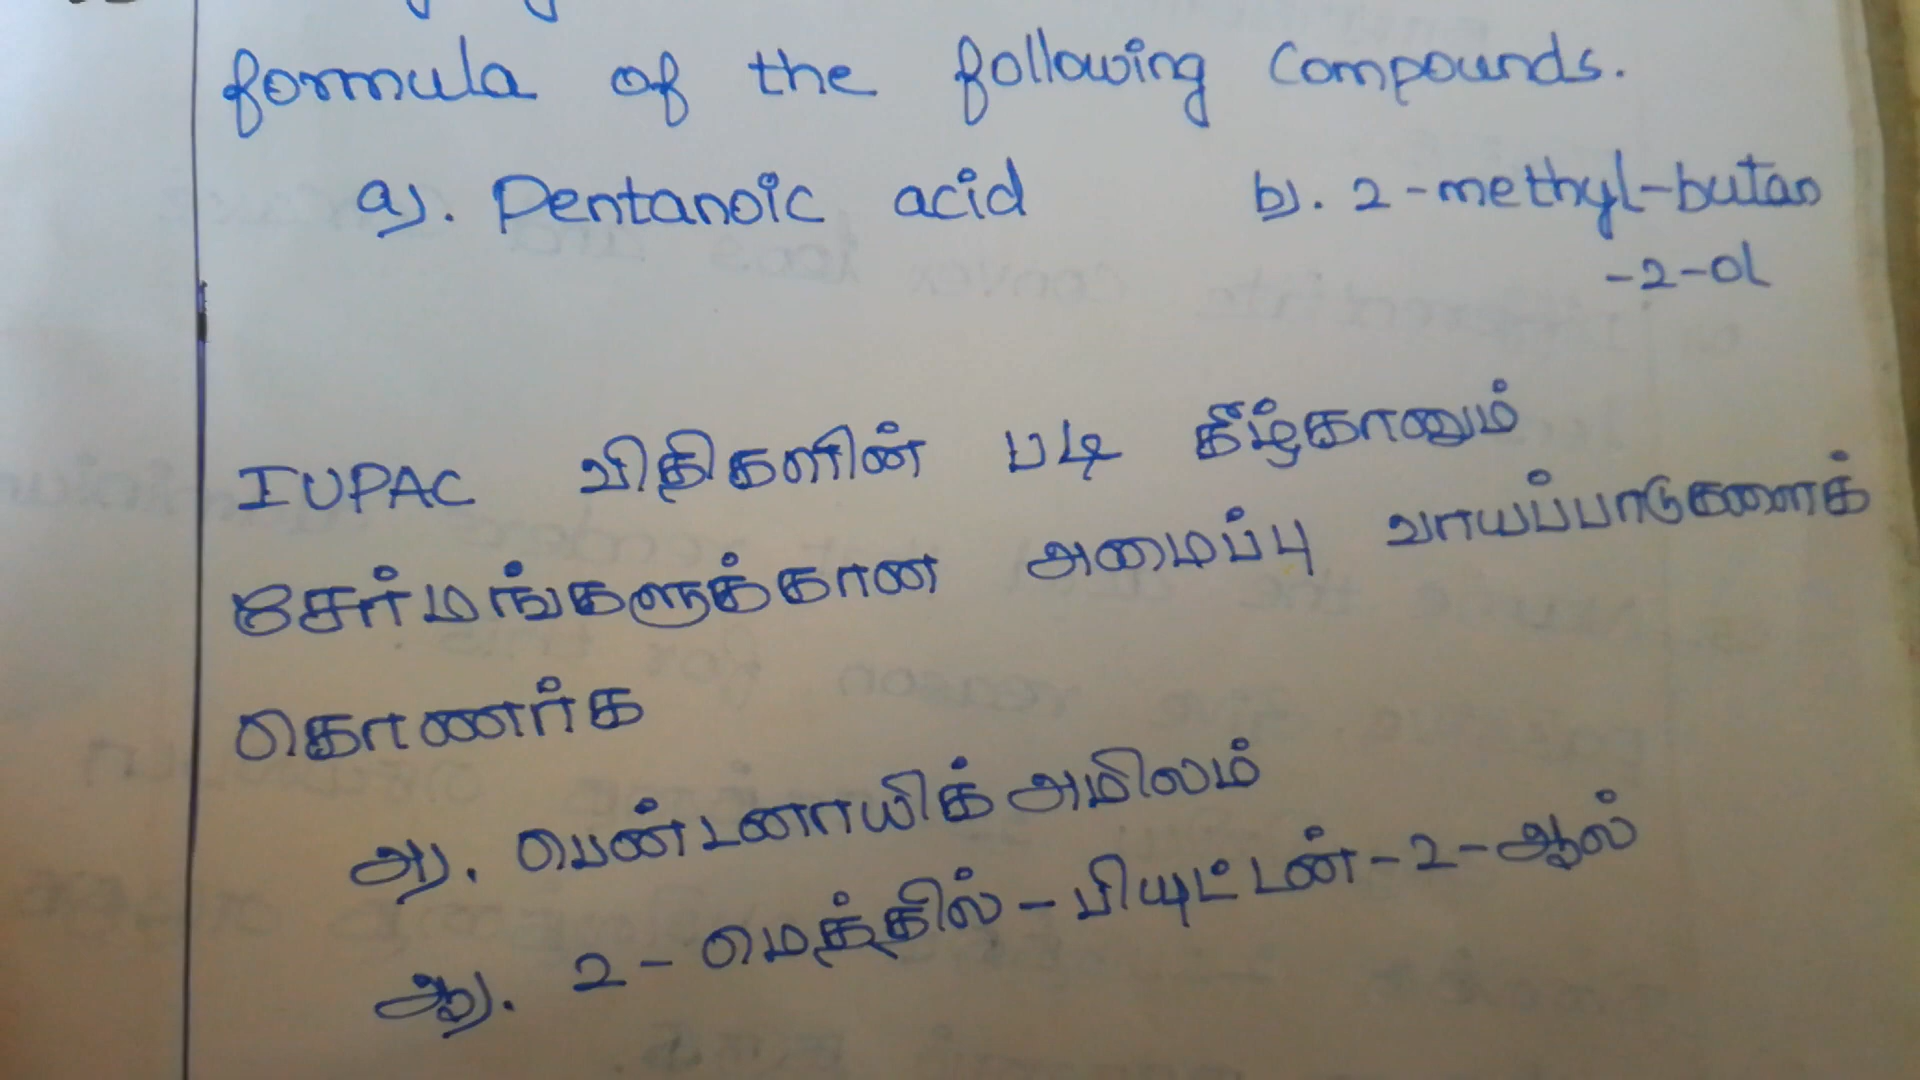 formula of the following compounds.
a). Pentanoic acid b). 2-methyl-butan
-2-ol
IUPAC விதிகளின் படி கீழ்கானும்
சேர்மங்களுக்கான அமைப்பு வாய்ப்பாடுகளைக்
கொணர்க
அ). பெண்டனாயிக் அமிலம்
ஆ). 2-மெத்தில்-பியுட்டன்-2-ஆல்